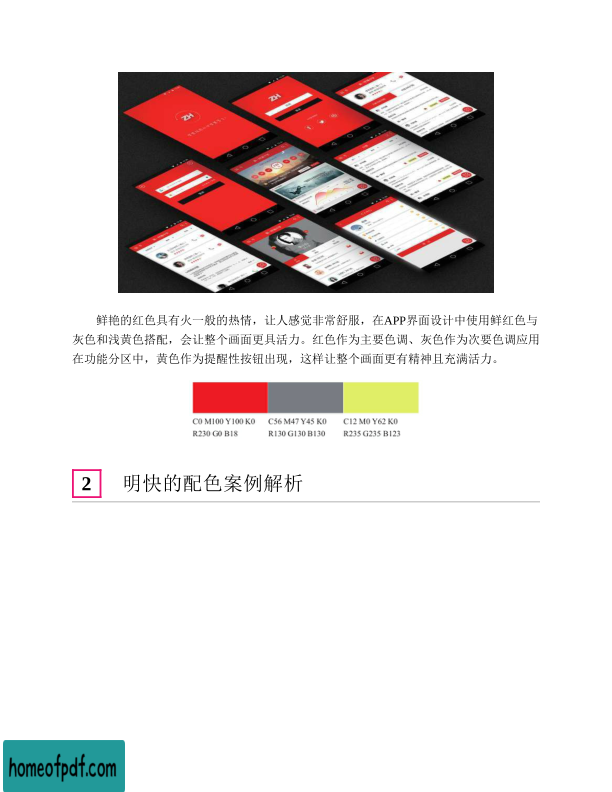 ZH
ZH
鲜艳的红色具有火一般的热情，让人感觉非常舒服，在APP界面设计中使用鲜红色与
灰色和浅黄色搭配，会让整个画面更具活力。红色作为主要色调、灰色作为次要色调应用
在功能分区中，黄色作为提醒性按钮出现，这样让整个画面更有精神且充满活力。
C0 M100 Y100 K0 C56 M47 Y45 K0 C12 M0 Y62 K0
R230 G0 B18 R130 G130 B130 R235 G235 B123
2 明快的配色案例解析
homeofpdf.com